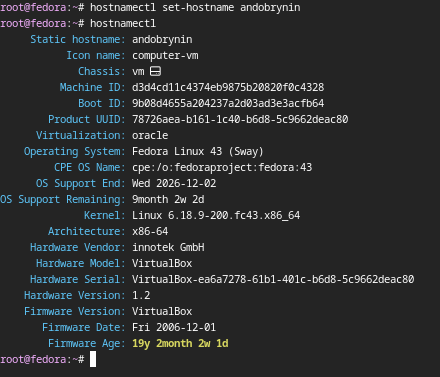 root@fedora:~# hostnamectl set-hostname andobrynin
root@fedora:~# hostnamectl
Static hostname: andobrynin
Icon name: computer-vm
Chassis: vm 🖴
Machine ID: d3d4cd11c4374eb9875b20820f0c4328
Boot ID: 9b08d4655a204237a2d03ad3e3acfb64
Product UUID: 78726aea-b161-1c40-b6d8-5c9662deac80
Virtualization: oracle
Operating System: Fedora Linux 43 (Sway)
CPE OS Name: cpe:/o:fedoraproject:fedora:43
OS Support End: Wed 2026-12-02
OS Support Remaining: 9month 2w 2d
Kernel: Linux 6.18.9-200.fc43.x86_64
Architecture: x86-64
Hardware Vendor: innotek GmbH
Hardware Model: VirtualBox
Hardware Serial: VirtualBox-ea6a7278-61b1-401c-b6d8-5c9662deac80
Hardware Version: 1.2
Firmware Version: VirtualBox
Firmware Date: Fri 2006-12-01
Firmware Age: 19y 2month 2w 1d
root@fedora:~#